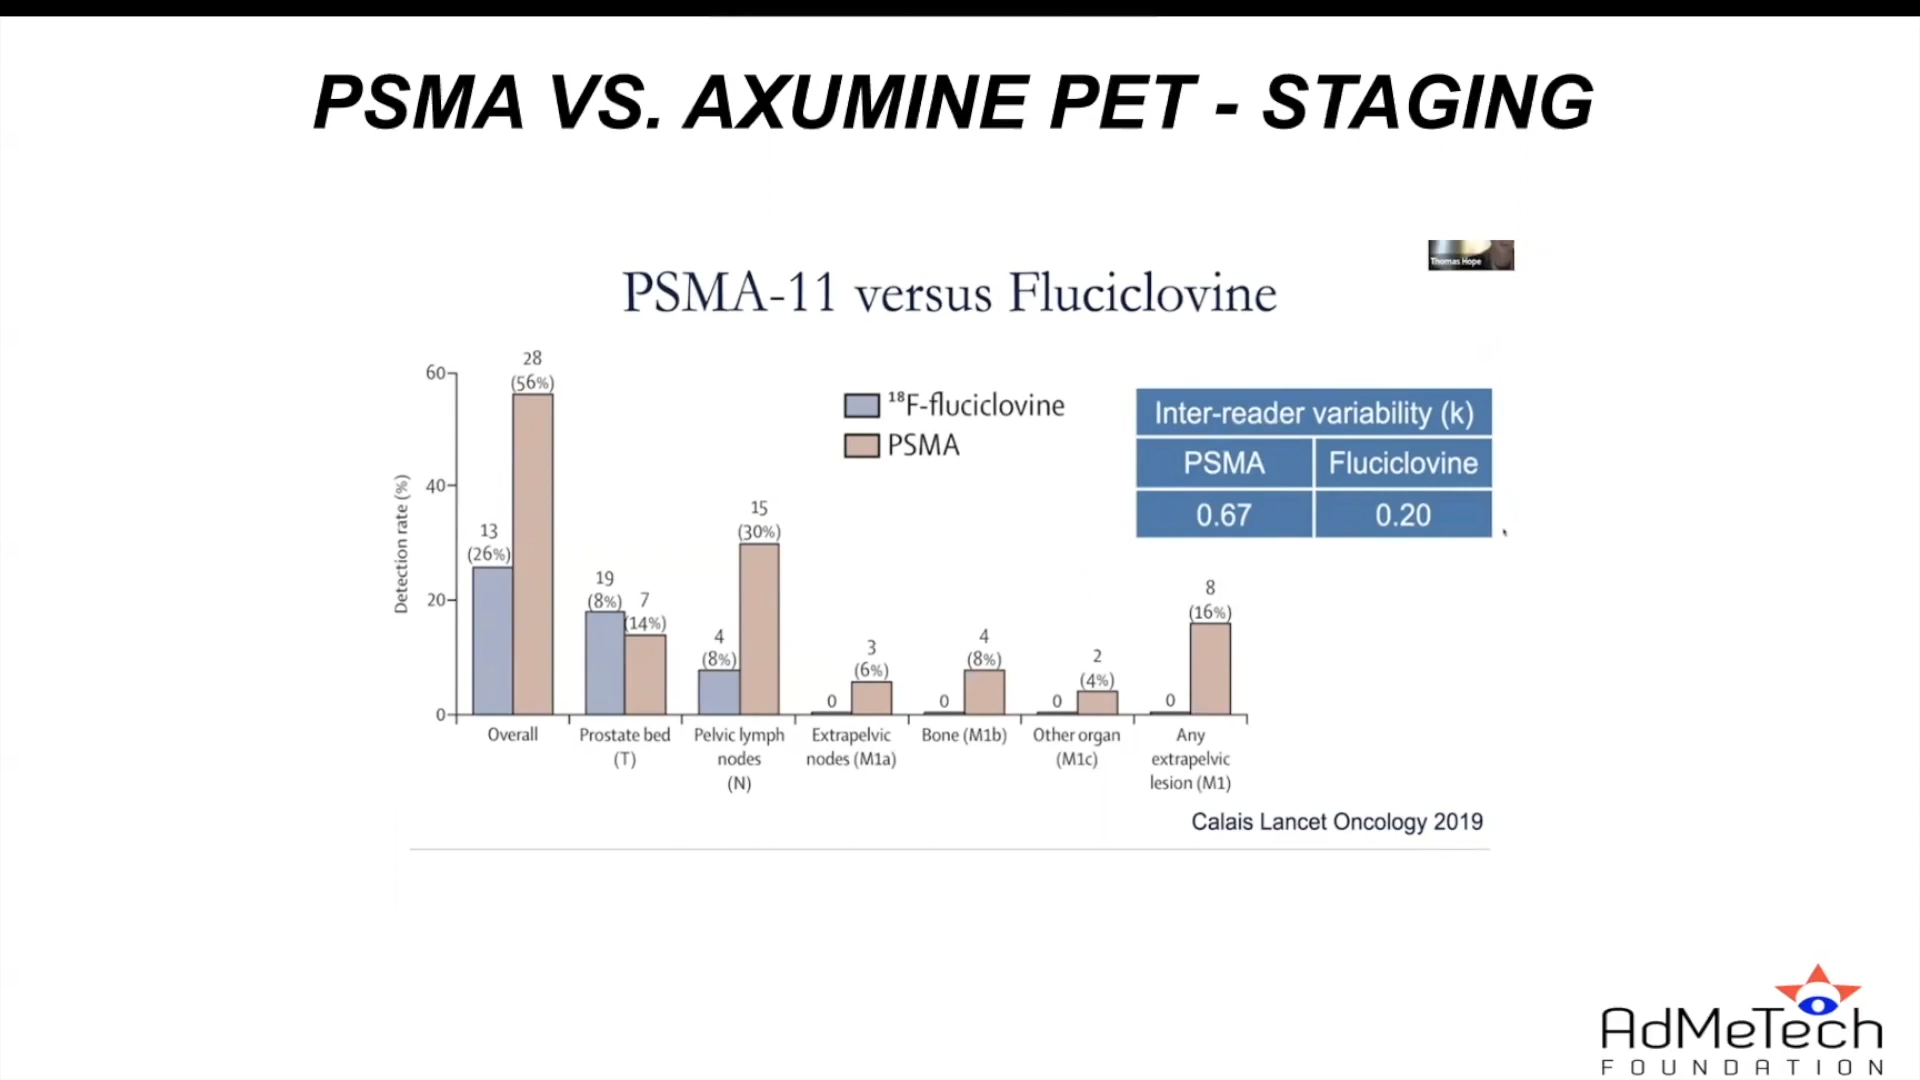 PSMA VS. AXUMINE PET - STAGING
Thomas Hope
PSMA-11 versus Fluciclovine
Detection rate (%)
60
40
20
0
13
(26%)
28
(56%)
19
(8%)
7
(14%)
4
(8%)
15
(30%)
0
3
(6%)
0
4
(8%)
0
2
(4%)
0
8
(16%)
Overall
Prostate bed
(T)
Pelvic lymph
nodes
(N)
Extrapelvic
nodes (M1a)
Bone (M1b)
Other organ
(M1c)
Any
extrapelvic
lesion (M1)
¹⁸F-fluciclovine
PSMA
Inter-reader variability (k)
PSMA Fluciclovine
0.67 0.20
Calais Lancet Oncology 2019
AdMeTech
FOUNDATION